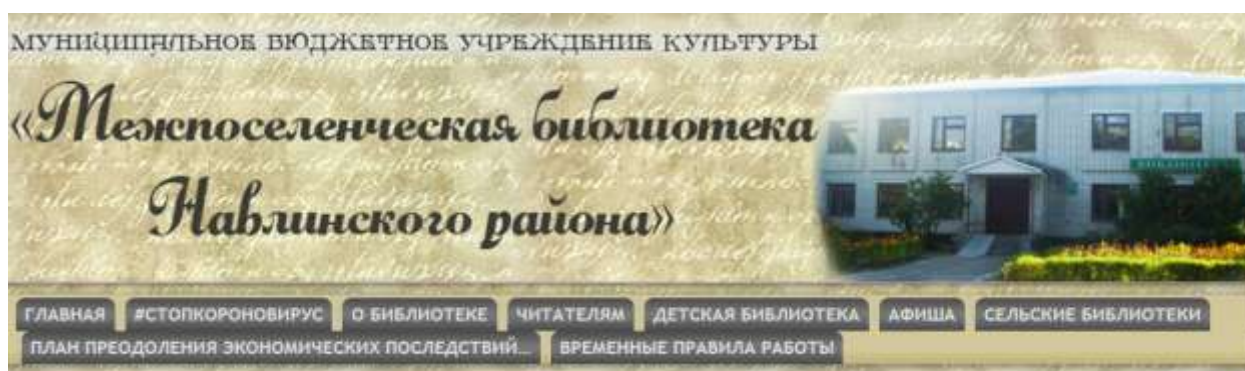 МУНИЦИПАЛЬНОЕ БЮДЖЕТНОЕ УЧРЕЖДЕНИЕ КУЛЬТУРЫ
«Межпоселенческая библиотека
Навлинского района»
БИБЛИОТЕКА
ГЛАВНАЯ #СТОПКОРОНОВИРУС О БИБЛИОТЕКЕ ЧИТАТЕЛЯМ ДЕТСКАЯ БИБЛИОТЕКА АФИША СЕЛЬСКИЕ БИБЛИОТЕКИ
ПЛАН ПРЕОДОЛЕНИЯ ЭКОНОМИЧЕСКИХ ПОСЛЕДСТВИЙ... ВРЕМЕННЫЕ ПРАВИЛА РАБОТЫ